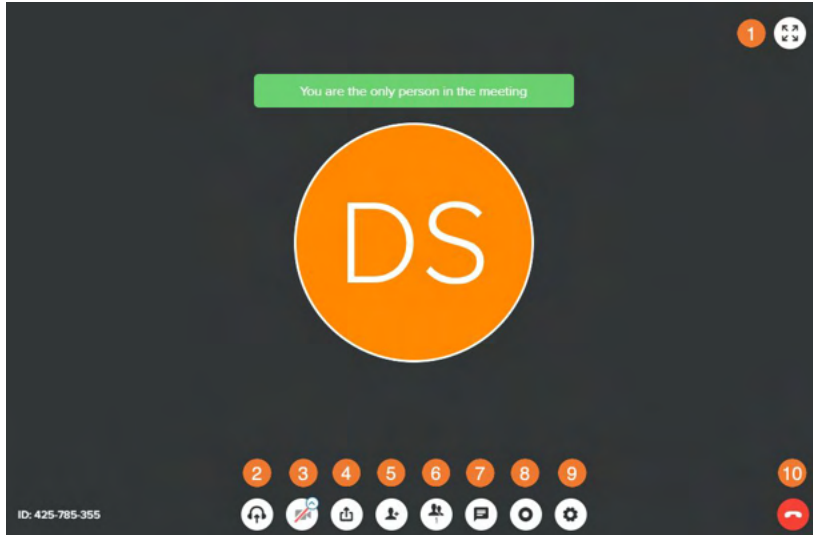 1
You are the only person in the meeting
DS
2 3 4 5 6 7 8 9 10
ID: 425-785-355
1